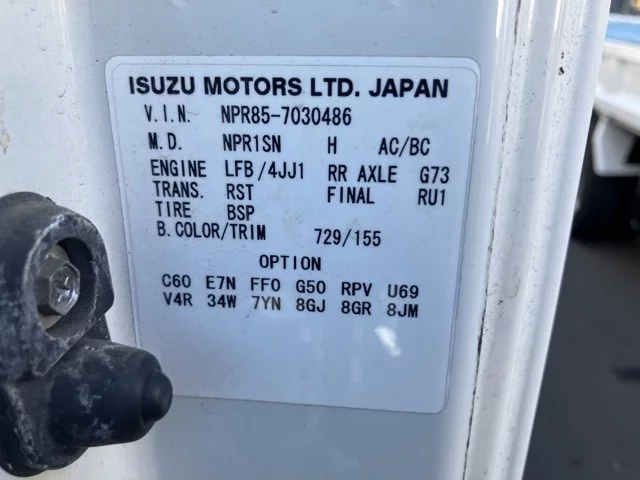 ISUZU MOTORS LTD. JAPAN
V.I.N. NPR85-7030486
M.D. NPR1SN H AC/BC
ENGINE LFB/4JJ1 RR AXLE G73
TRANS. RST FINAL RU1
TIRE BSP
B.COLOR/TRIM 729/155
OPTION
C60 E7N FF0 G50 RPV U69
V4R 34W 7YN 8GJ 8GR 8JM